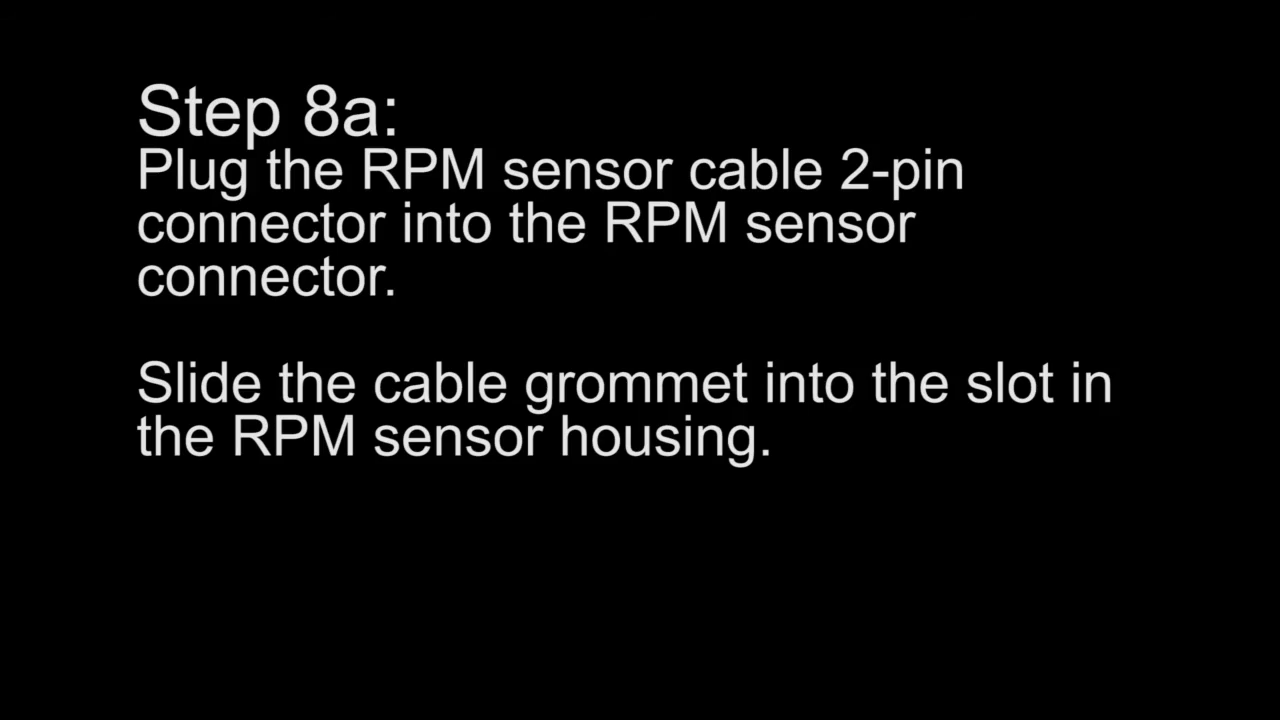 Step 8a:
Plug the RPM sensor cable 2-pin
connector into the RPM sensor
connector.
Slide the cable grommet into the slot in
the RPM sensor housing.